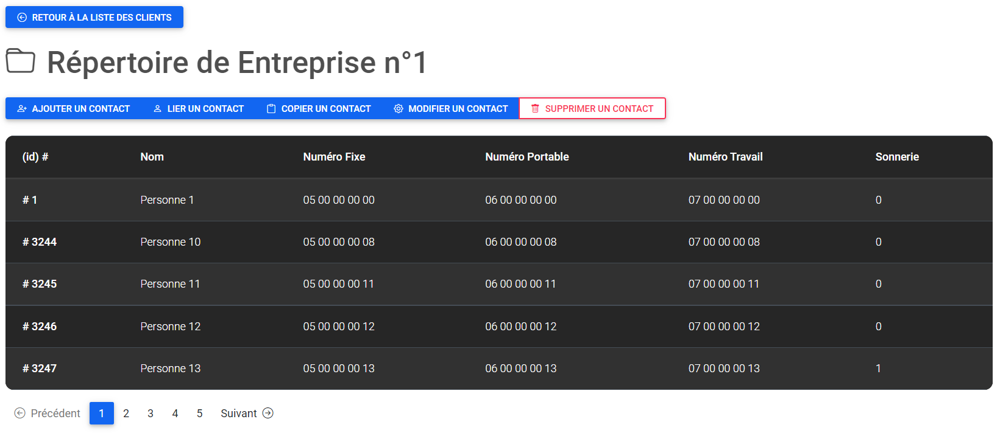 RETOUR À LA LISTE DES CLIENTS
Répertoire de Entreprise n°1
AJOUTER UN CONTACT LIER UN CONTACT COPIER UN CONTACT MODIFIER UN CONTACT SUPPRIMER UN CONTACT
(id) # Nom Numéro Fixe Numéro Portable Numéro Travail Sonnerie
# 1 Personne 1 05 00 00 00 00 06 00 00 00 00 07 00 00 00 00 0
# 3244 Personne 10 05 00 00 00 08 06 00 00 00 08 07 00 00 00 08 0
# 3245 Personne 11 05 00 00 00 11 06 00 00 00 11 07 00 00 00 11 0
# 3246 Personne 12 05 00 00 00 12 06 00 00 00 12 07 00 00 00 12 0
# 3247 Personne 13 05 00 00 00 13 06 00 00 00 13 07 00 00 00 13 1
Précédent 1 2 3 4 5 Suivant